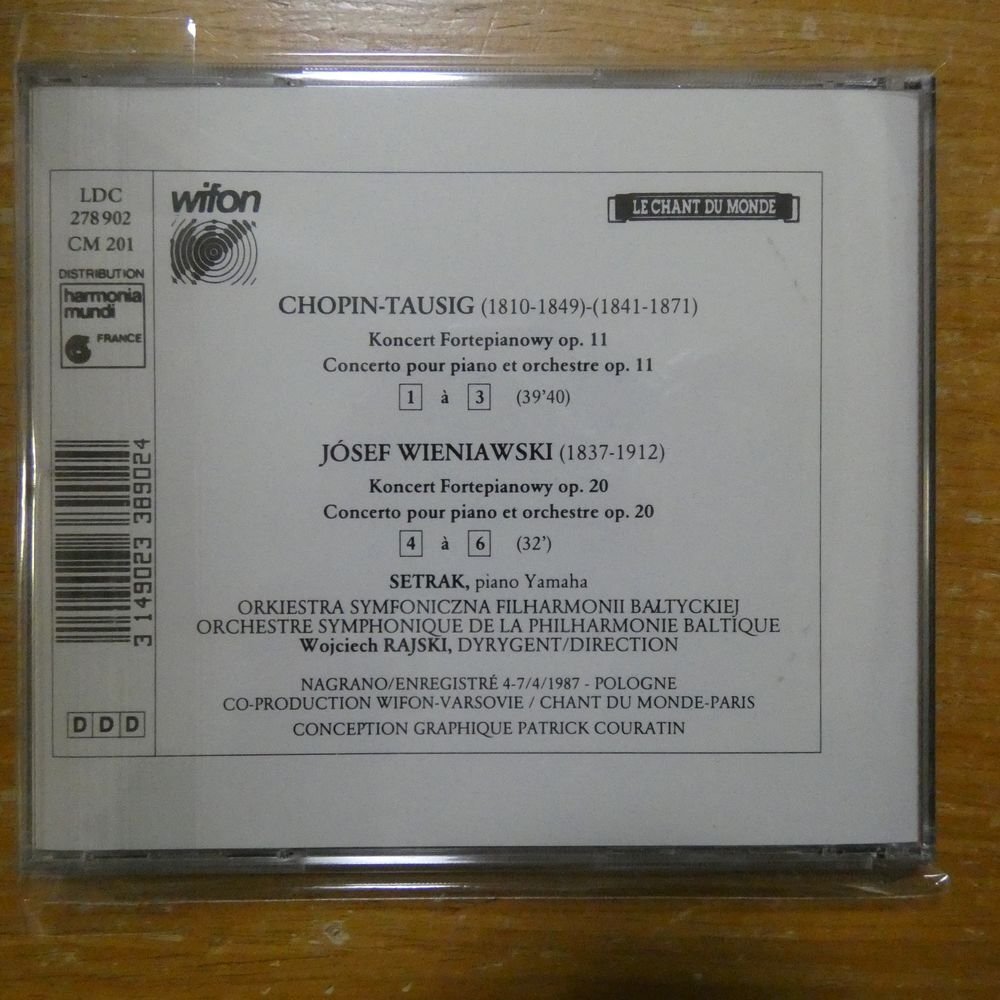 LDC
278 902
CM 201
DISTRIBUTION
harmonia
mundi
FRANCE
3 149023 389024
DDD
wifon
LE CHANT DU MONDE
CHOPIN-TAUSIG (1810-1849)-(1841-1871)
Koncert Fortepianowy op. 11
Concerto pour piano et orchestre op. 11
1 à 3 (39'40)
JÓSEF WIENIAWSKI (1837-1912)
Koncert Fortepianowy op. 20
Concerto pour piano et orchestre op. 20
4 à 6 (32')
SETRAK, piano Yamaha
ORKIESTRA SYMFONICZNA FILHARMONII BAŁTYCKIEJ
ORCHESTRE SYMPHONIQUE DE LA PHILHARMONIE BALTIQUE
Wojciech RAJSKI, DYRYGENT/DIRECTION
NAGRANO/ENREGISTRÉ 4-7/4/1987 - POLOGNE
CO-PRODUCTION WIFON-VARSOVIE / CHANT DU MONDE-PARIS
CONCEPTION GRAPHIQUE PATRICK COURATIN